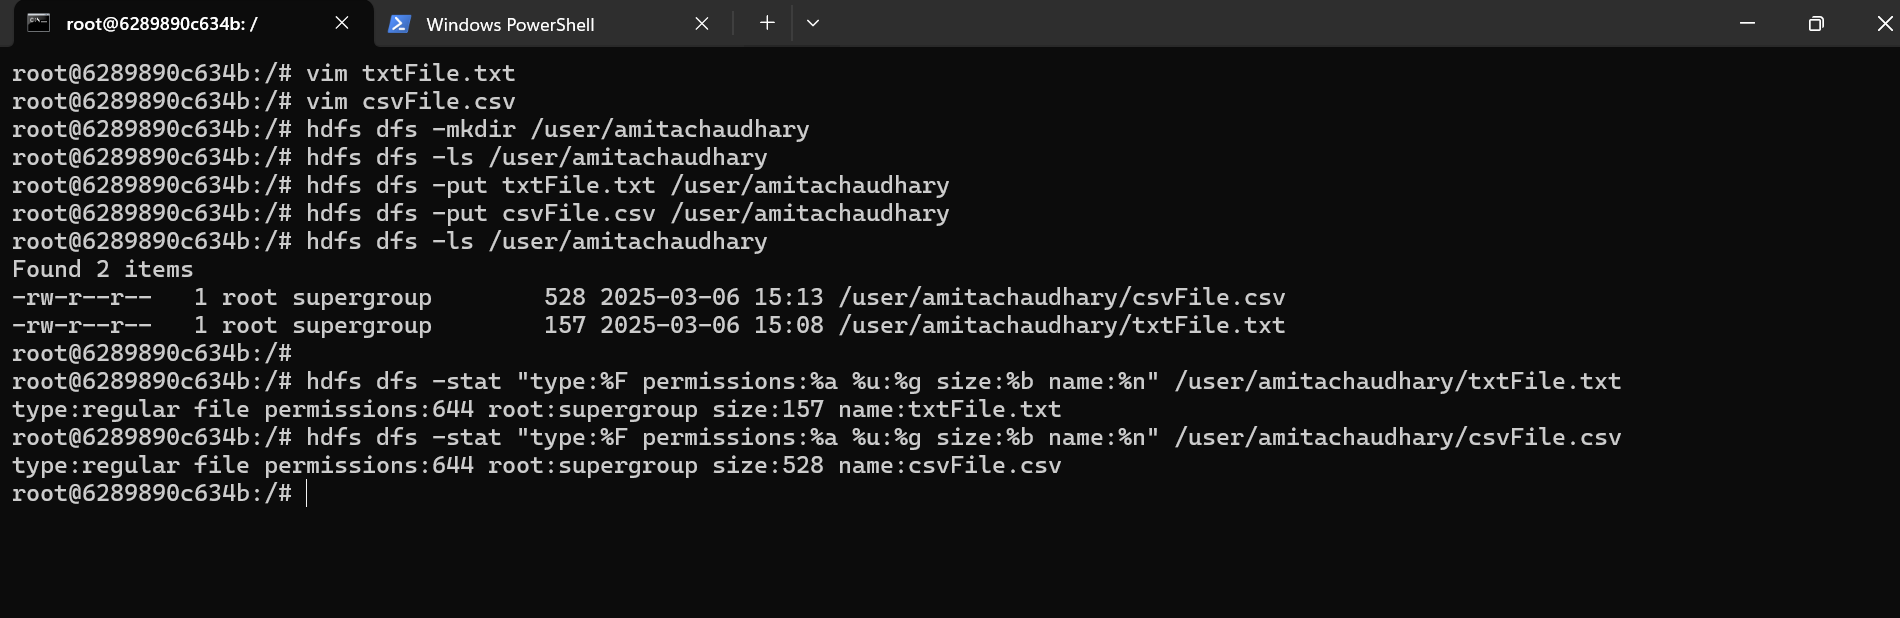 root@6289890c634b: /
Windows PowerShell
root@6289890c634b:/# vim txtFile.txt
root@6289890c634b:/# vim csvFile.csv
root@6289890c634b:/# hdfs dfs -mkdir /user/amitachaudhary
root@6289890c634b:/# hdfs dfs -ls /user/amitachaudhary
root@6289890c634b:/# hdfs dfs -put txtFile.txt /user/amitachaudhary
root@6289890c634b:/# hdfs dfs -put csvFile.csv /user/amitachaudhary
root@6289890c634b:/# hdfs dfs -ls /user/amitachaudhary
Found 2 items
-rw-r--r--   1 root supergroup        528 2025-03-06 15:13 /user/amitachaudhary/csvFile.csv
-rw-r--r--   1 root supergroup        157 2025-03-06 15:08 /user/amitachaudhary/txtFile.txt
root@6289890c634b:/#
root@6289890c634b:/# hdfs dfs -stat "type:%F permissions:%a %u:%g size:%b name:%n" /user/amitachaudhary/txtFile.txt
type:regular file permissions:644 root:supergroup size:157 name:txtFile.txt
root@6289890c634b:/# hdfs dfs -stat "type:%F permissions:%a %u:%g size:%b name:%n" /user/amitachaudhary/csvFile.csv
type:regular file permissions:644 root:supergroup size:528 name:csvFile.csv
root@6289890c634b:/#